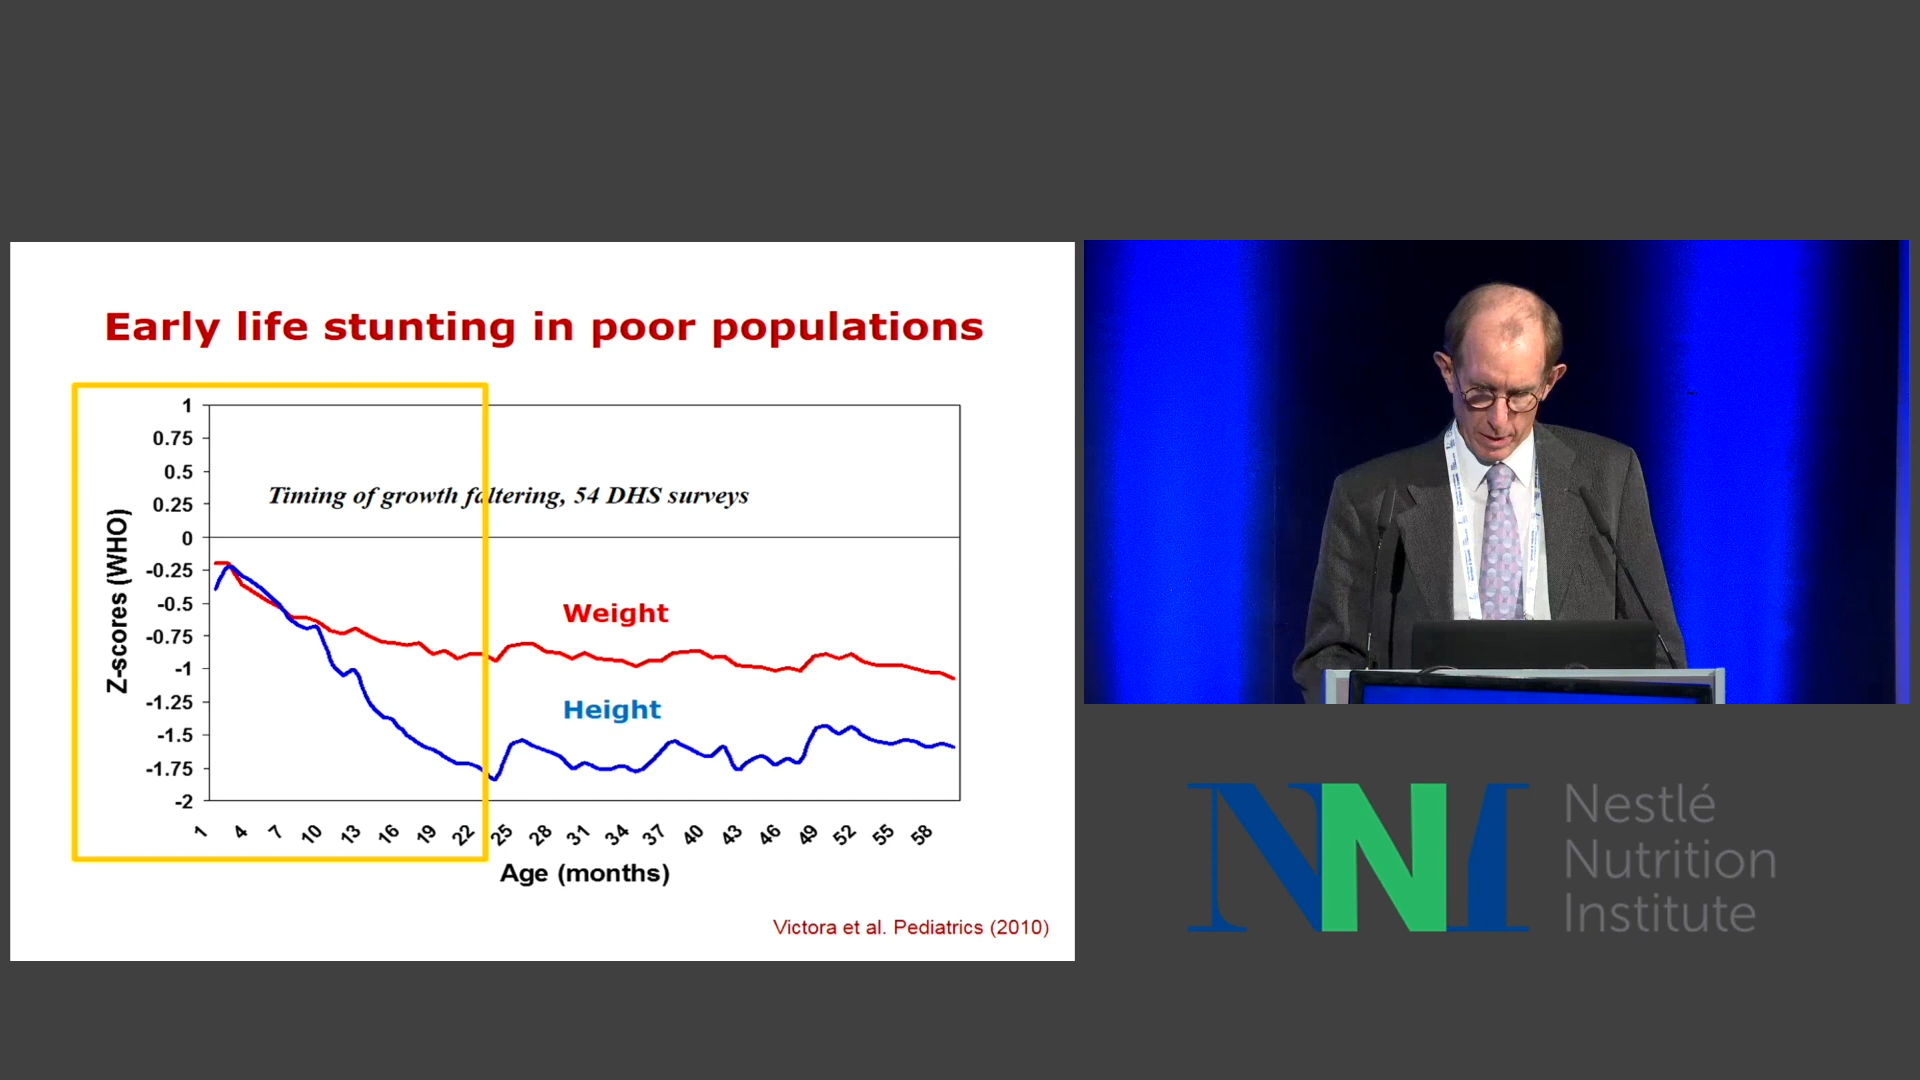 Early life stunting in poor populations
1
0.75
0.5
0.25
0
-0.25
-0.5
-0.75
-1
-1.25
-1.5
-1.75
-2
Z-scores (WHO)
Timing of growth faltering, 54 DHS surveys
Weight
Height
1 4 7 10 13 16 19 22 25 28 31 34 37 40 43 46 49 52 55 58
Age (months)
Victora et al. Pediatrics (2010)
NNI
Nestlé
Nutrition
Institute